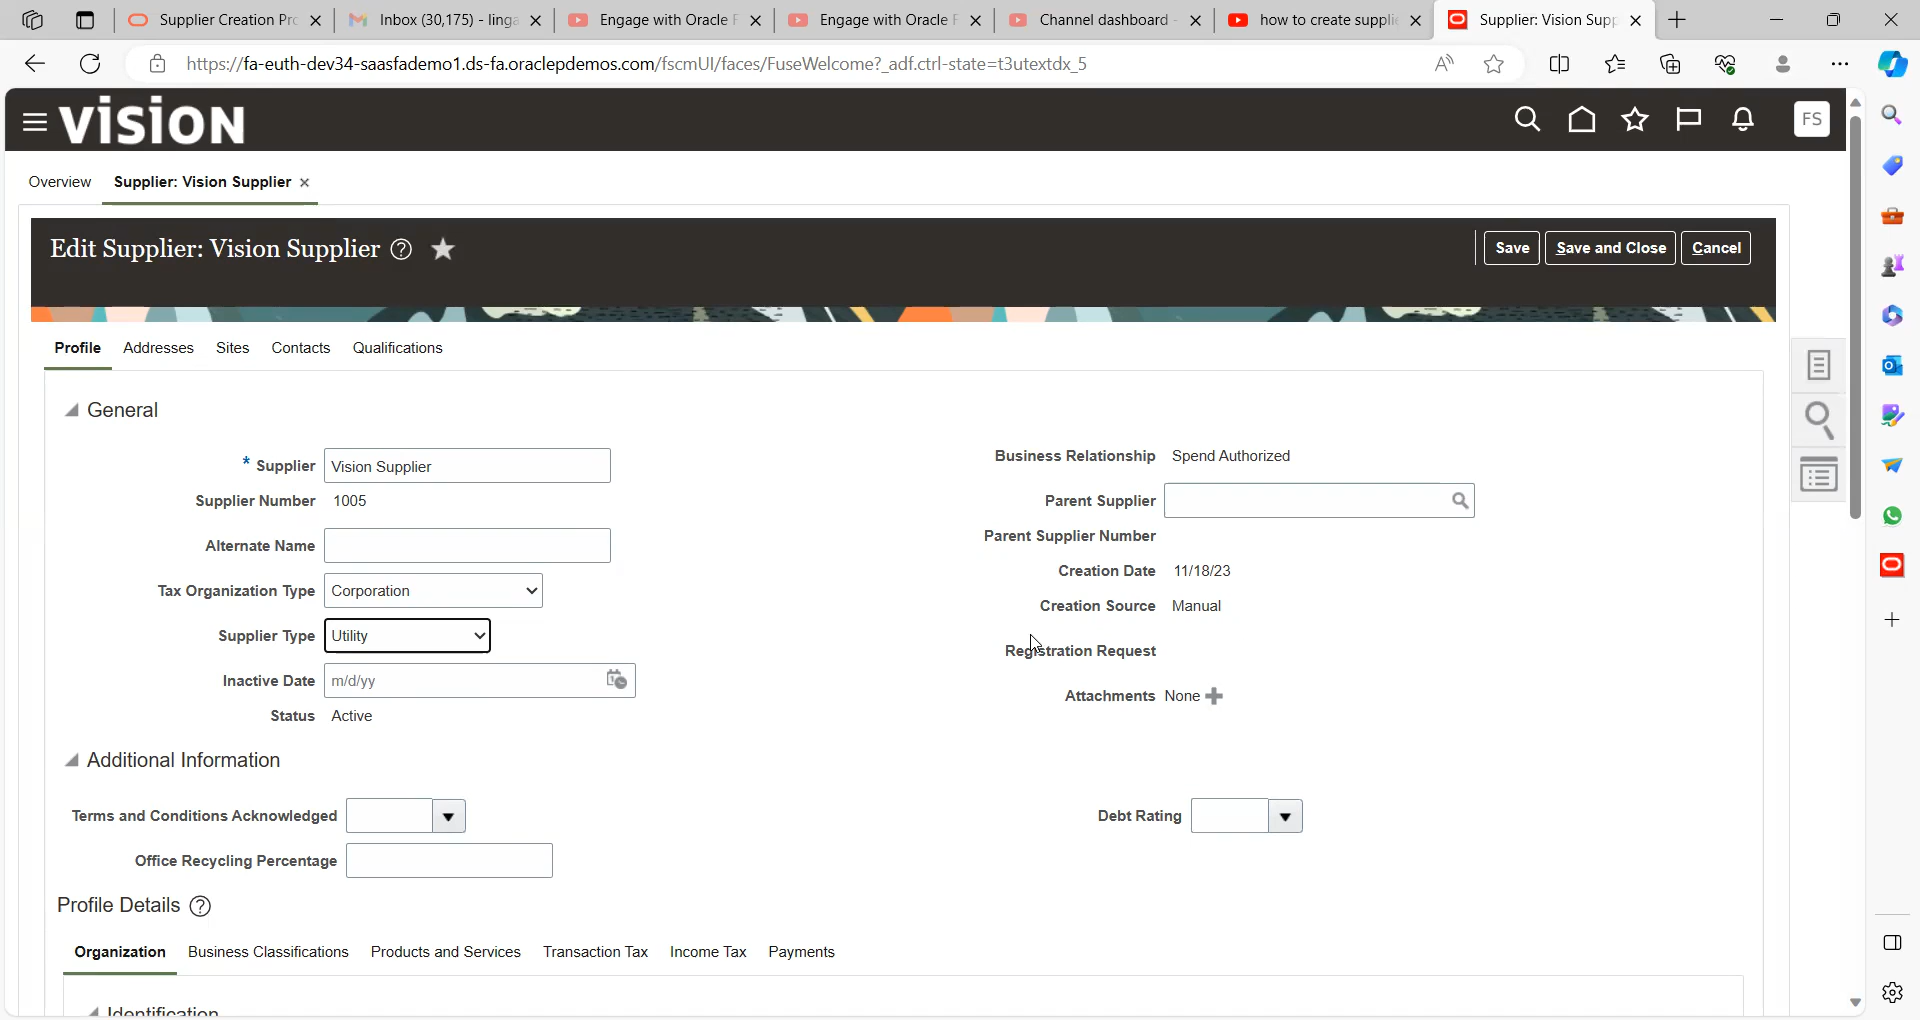 Supplier Creation Pro
Inbox (30,175) - linga
Engage with Oracle F
Engage with Oracle F
Channel dashboard -
how to create supplie
Supplier: Vision Supp
https://fa-euth-dev34-saasfademo1.ds-fa.oraclepdemos.com/fscmUI/faces/FuseWelcome?_adf.ctrl-state=t3utextdx_5
VISION
FS
Overview
Supplier: Vision Supplier
Edit Supplier: Vision Supplier
Save
Save and Close
Cancel
Profile
Addresses
Sites
Contacts
Qualifications
General
* Supplier Vision Supplier
Business Relationship Spend Authorized
Supplier Number 1005
Parent Supplier
Parent Supplier Number
Alternate Name
Creation Date 11/18/23
Tax Organization Type Corporation
Creation Source Manual
Supplier Type Utility
Registration Request
Inactive Date m/d/yy
Attachments None
Status Active
Additional Information
Terms and Conditions Acknowledged
Debt Rating
Office Recycling Percentage
Profile Details
Organization
Business Classifications
Products and Services
Transaction Tax
Income Tax
Payments
Identification